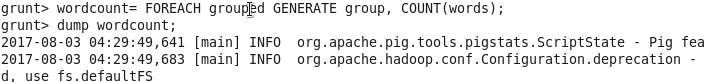 grunt> wordcount= FOREACH grouped GENERATE group, COUNT(words);
grunt> dump wordcount;
2017-08-03 04:29:49,641 [main] INFO  org.apache.pig.tools.pigstats.ScriptState - Pig fea
2017-08-03 04:29:49,683 [main] INFO  org.apache.hadoop.conf.Configuration.deprecation -
d, use fs.defaultFS